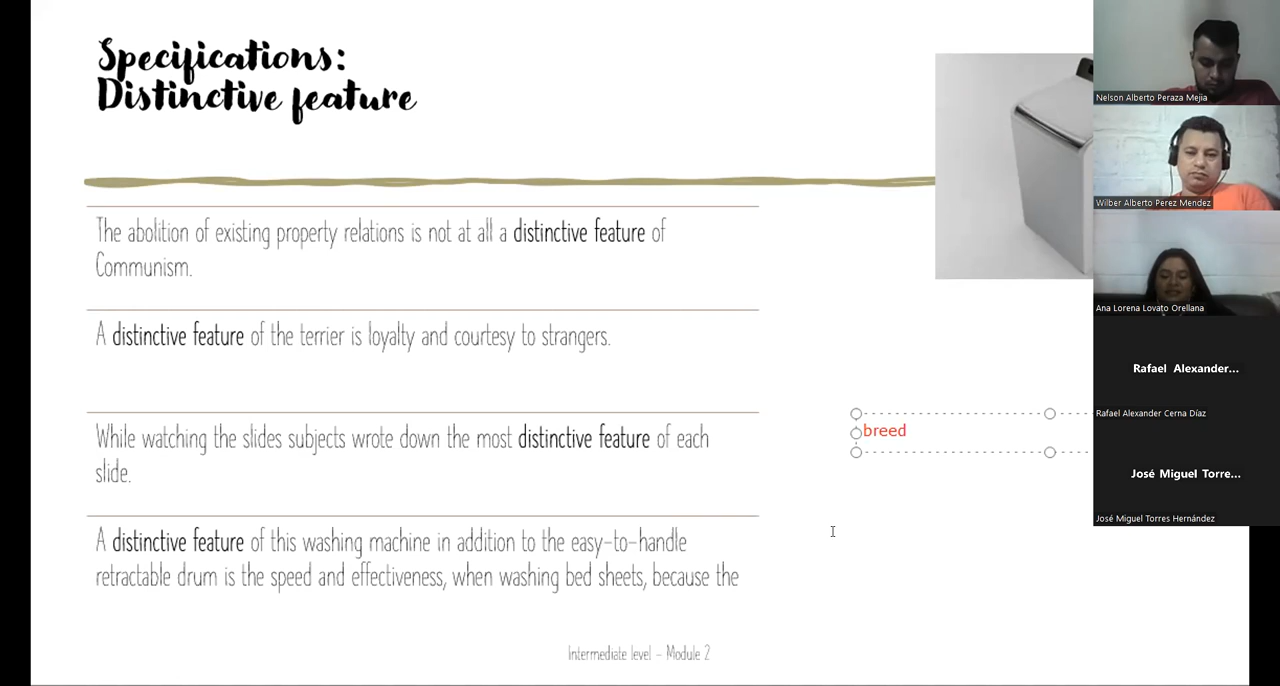 Specifications:
Distinctive feature
The abolition of existing property relations is not at all a distinctive feature of
Communism.
A distinctive feature of the terrier is loyalty and courtesy to strangers.
While watching the slides subjects wrote down the most distinctive feature of each
slide.
A distinctive feature of this washing machine in addition to the easy-to-handle
retractable drum is the speed and effectiveness, when washing bed sheets, because the
Intermediate level – Module 2
breed
Nelson Alberto Peraza Mejia
Wilber Alberto Perez Mendez
Ana Lorena Lovato Orellana
Rafael Alexander...
Rafael Alexander Cerna Díaz
José Miguel Torre...
José Miguel Torres Hernández